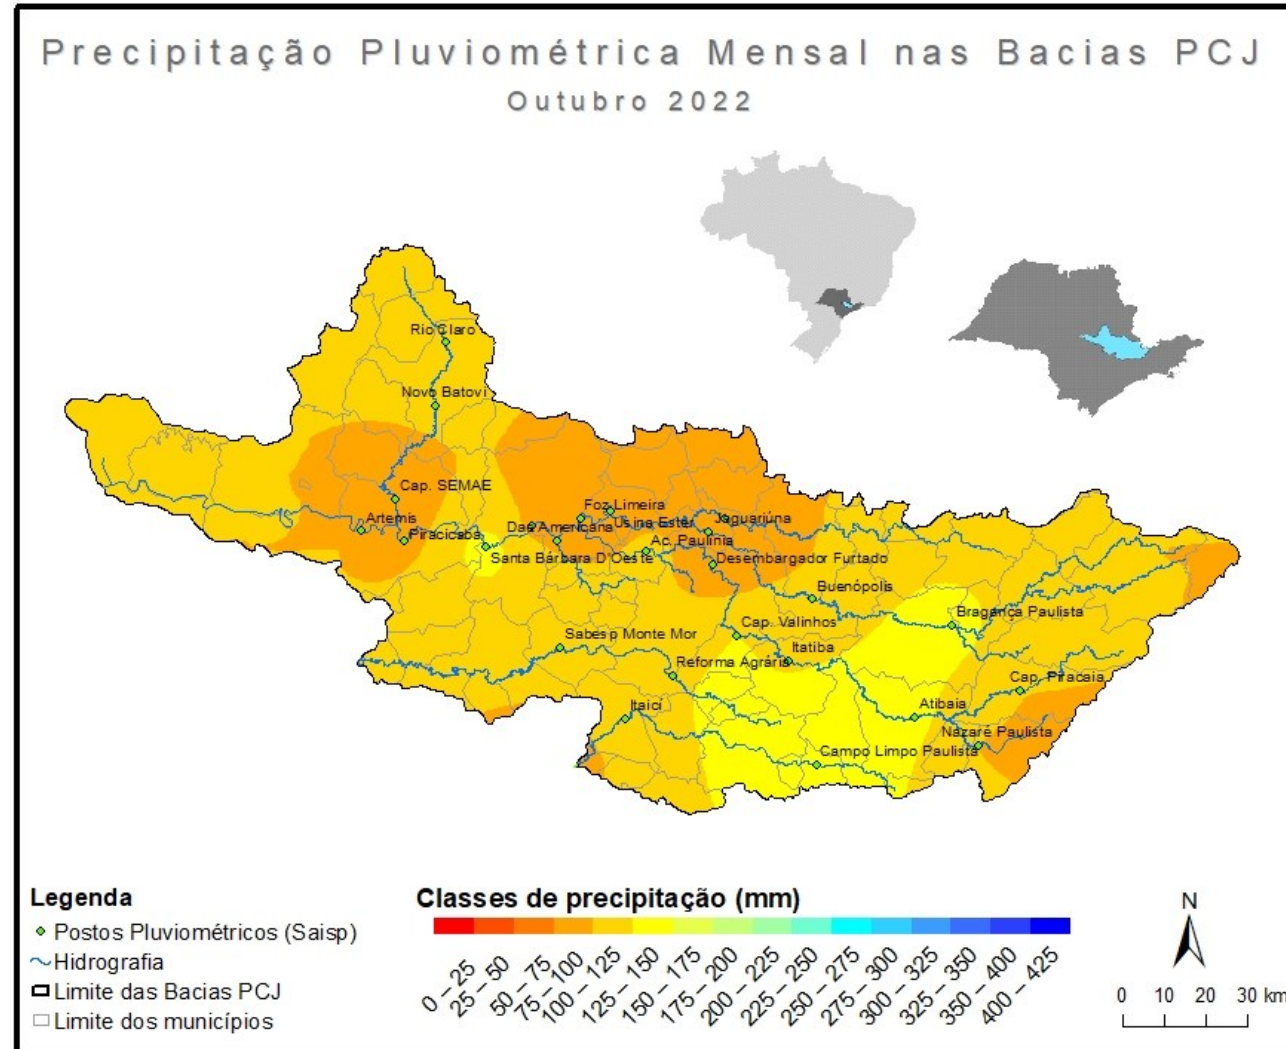 Precipitação Pluviométrica Mensal nas Bacias PCJ
Outubro 2022
Rio Claro
Novo Batovi
Cap. SEMAE
Artemis
Piracicaba
Foz Limeira
Dae Americana
Usina Ester
Jaguariúna
Ac. Paulinia
Santa Bárbara D'Oeste
Desembargador Furtado
Buenópolis
Bragança Paulista
Cap. Valinhos
Sabesp Monte Mor
Itatiba
Reforma Agrária
Cap. Piracaia
Itaici
Atibaia
Nazaré Paulista
Campo Limpo Paulista
Legenda
Postos Pluviométricos (Saisp)
Hidrografia
Limite das Bacias PCJ
Limite dos municípios
Classes de precipitação (mm)
0 – 25
25 – 50
50 – 75
75 – 100
100 – 125
125 – 150
150 – 175
175 – 200
200 – 225
225 – 250
250 – 275
275 – 300
300 – 325
325 – 350
350 – 400
400 – 425
N
0 10 20 30 km